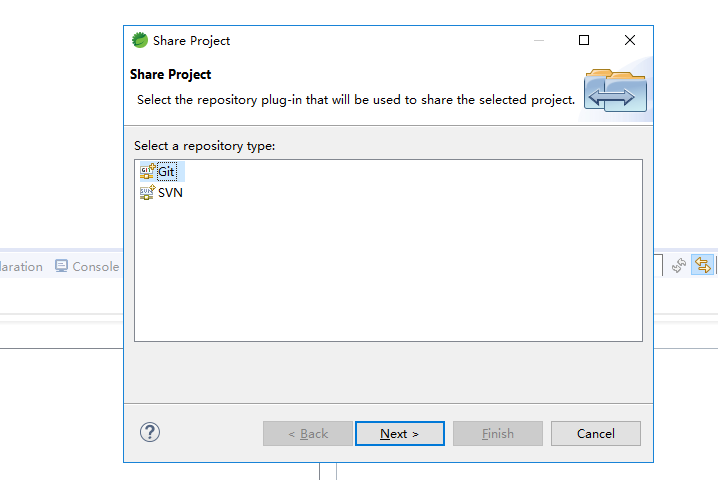 Share Project
Share Project
Select the repository plug-in that will be used to share the selected project.
Select a repository type:
Git
SVN
laration
Console
< Back
Next >
Finish
Cancel